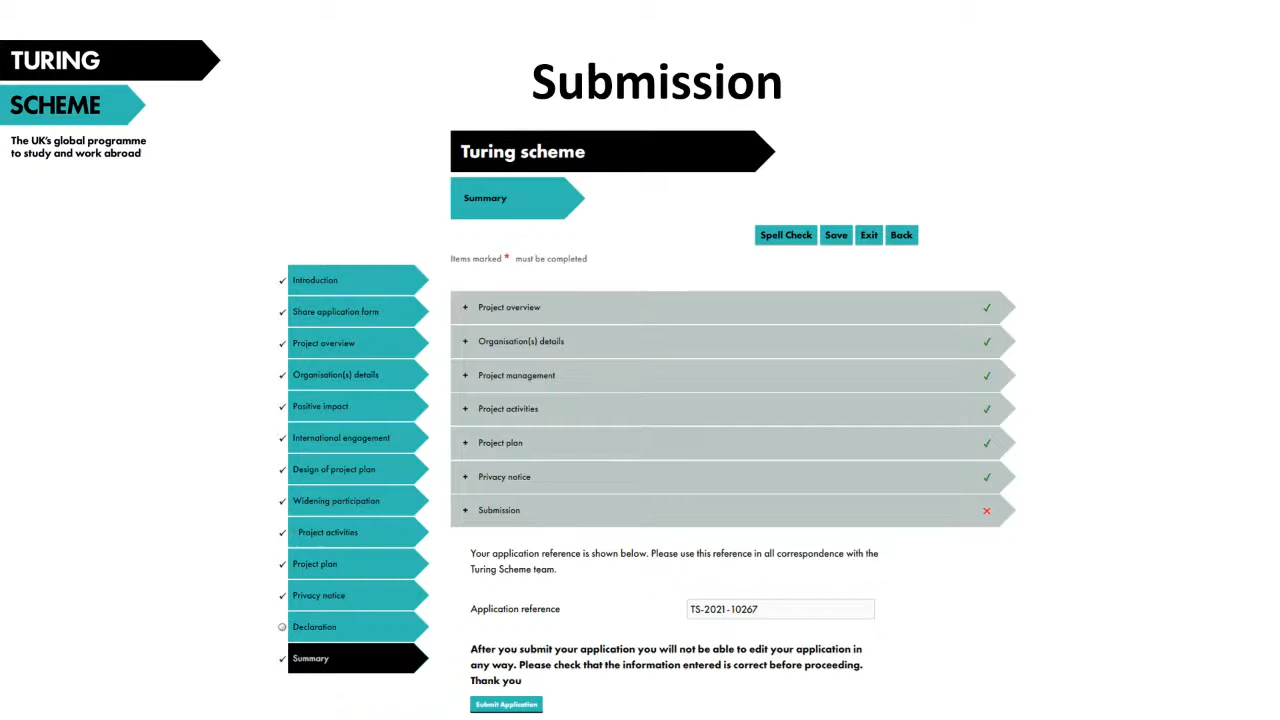 TURING
SCHEME
The UK's global programme
to study and work abroad
Submission
Turing scheme
Summary
Spell Check Save Exit Back
Items marked * must be completed
Introduction
Share application form
Project overview
Organisation(s) details
Positive impact
International engagement
Design of project plan
Widening participation
Project activities
Project plan
Privacy notice
Declaration
Summary
+ Project overview
+ Organisation(s) details
+ Project management
+ Project activities
+ Project plan
+ Privacy notice
+ Submission
Your application reference is shown below. Please use this reference in all correspondence with the
Turing Scheme team.
Application reference TS-2021-10267
After you submit your application you will not be able to edit your application in
any way. Please check that the information entered is correct before proceeding.
Thank you
Submit Application